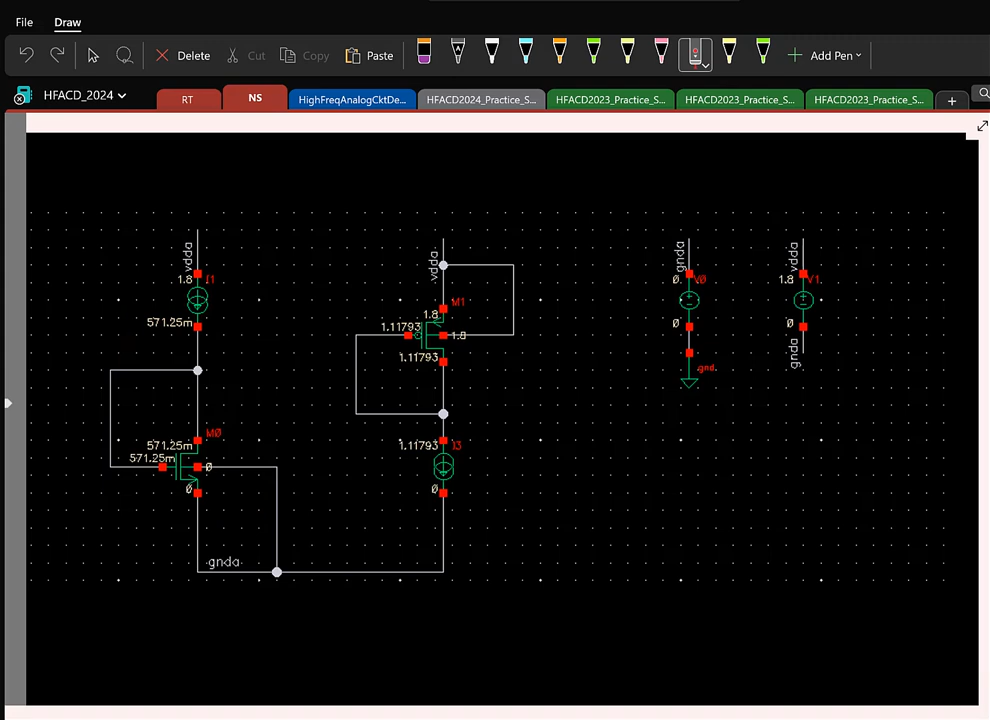 File Draw
Delete Cut Copy Paste A Add Pen
HFACD_2024 RT NS HighFreqAnalogCktDe... HFACD2024_Practice_S... HFACD2023_Practice_S... HFACD2023_Practice_S... HFACD2023_Practice_S... +
vdda vdda gnda vdda
1.8 I1 0 V0 1.8 V1
M1
1.8
571.25m 1.11793 1.8 0 0
1.11793
gnd gnda
M0
571.25m 1.11793 I3
571.25m 0
0 0
gnda